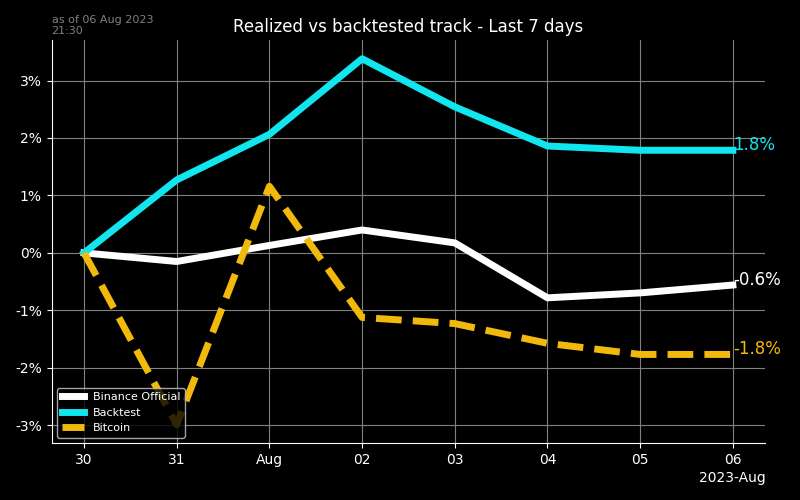 as of 06 Aug 2023
21:30
Realized vs backtested track - Last 7 days
3%
2%
1%
0%
-1%
-2%
-3%
1.8%
-0.6%
-1.8%
Binance Official
Backtest
Bitcoin
30 31 Aug 02 03 04 05 06
2023-Aug